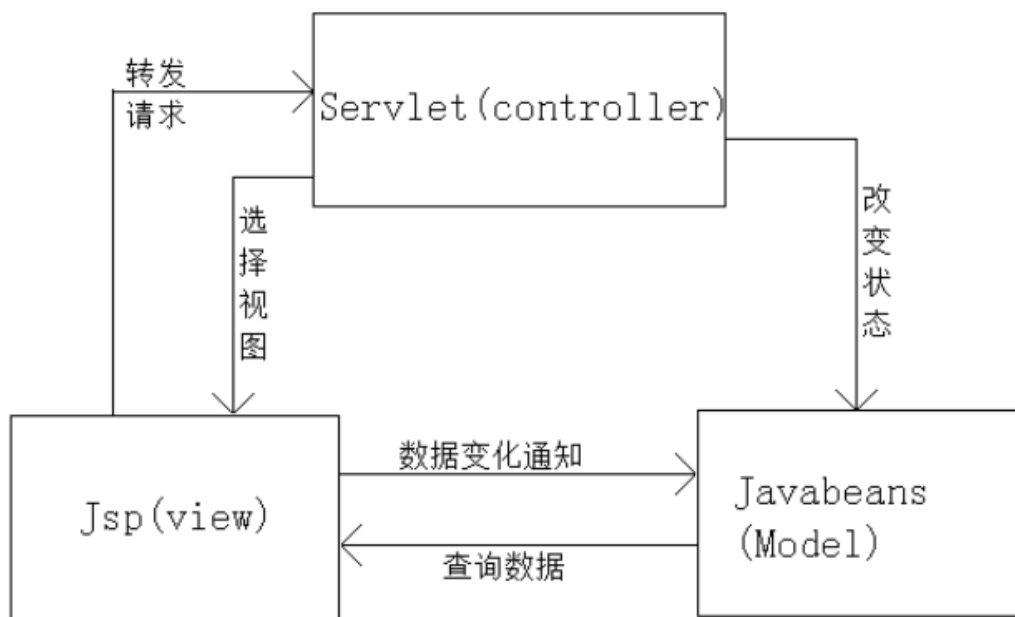 转发
请求
Servlet(controller)
选择视图
改变状态
数据变化通知
Jsp(view)
Javabeans
(Model)
查询数据